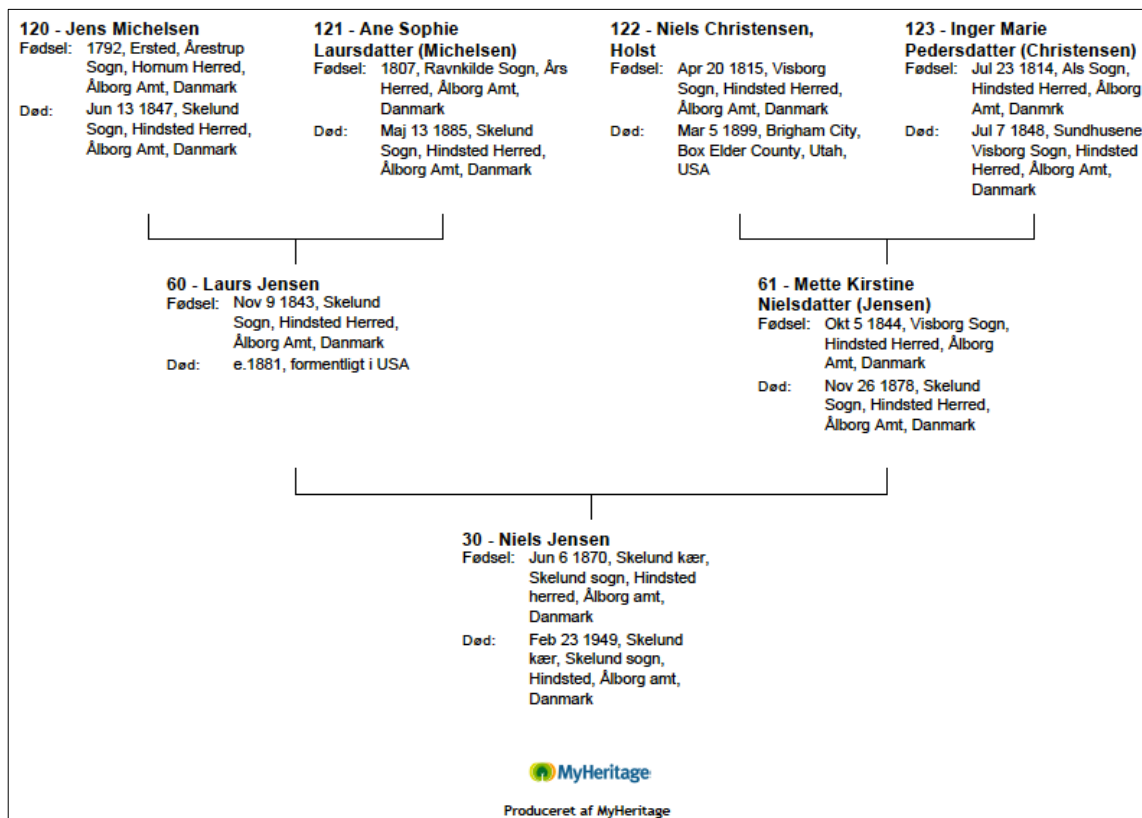 120 - Jens Michelsen
Fødsel: 1792, Ersted, Årestrup
Sogn, Hornum Herred,
Ålborg Amt, Danmark
Død: Jun 13 1847, Skelund
Sogn, Hindsted Herred,
Ålborg Amt, Danmark
121 - Ane Sophie
Laursdatter (Michelsen)
Fødsel: 1807, Ravnkilde Sogn, Års
Herred, Ålborg Amt,
Danmark
Død: Maj 13 1885, Skelund
Sogn, Hindsted Herred,
Ålborg Amt, Danmark
122 - Niels Christensen,
Holst
Fødsel: Apr 20 1815, Visborg
Sogn, Hindsted Herred,
Ålborg Amt, Danmark
Død: Mar 5 1899, Brigham City,
Box Elder County, Utah,
USA
123 - Inger Marie
Pedersdatter (Christensen)
Fødsel: Jul 23 1814, Als Sogn,
Hindsted Herred, Ålborg
Amt, Danmrk
Død: Jul 7 1848, Sundhusene
Visborg Sogn, Hindsted
Herred, Ålborg Amt,
Danmark
60 - Laurs Jensen
Fødsel: Nov 9 1843, Skelund
Sogn, Hindsted Herred,
Ålborg Amt, Danmark
Død: e.1881, formentligt i USA
61 - Mette Kirstine
Nielsdatter (Jensen)
Fødsel: Okt 5 1844, Visborg Sogn,
Hindsted Herred, Ålborg
Amt, Danmark
Død: Nov 26 1878, Skelund
Sogn, Hindsted Herred,
Ålborg Amt, Danmark
30 - Niels Jensen
Fødsel: Jun 6 1870, Skelund kær,
Skelund sogn, Hindsted
herred, Ålborg amt,
Danmark
Død: Feb 23 1949, Skelund
kær, Skelund sogn,
Hindsted, Ålborg amt,
Danmark
MyHeritage
Produceret af MyHeritage